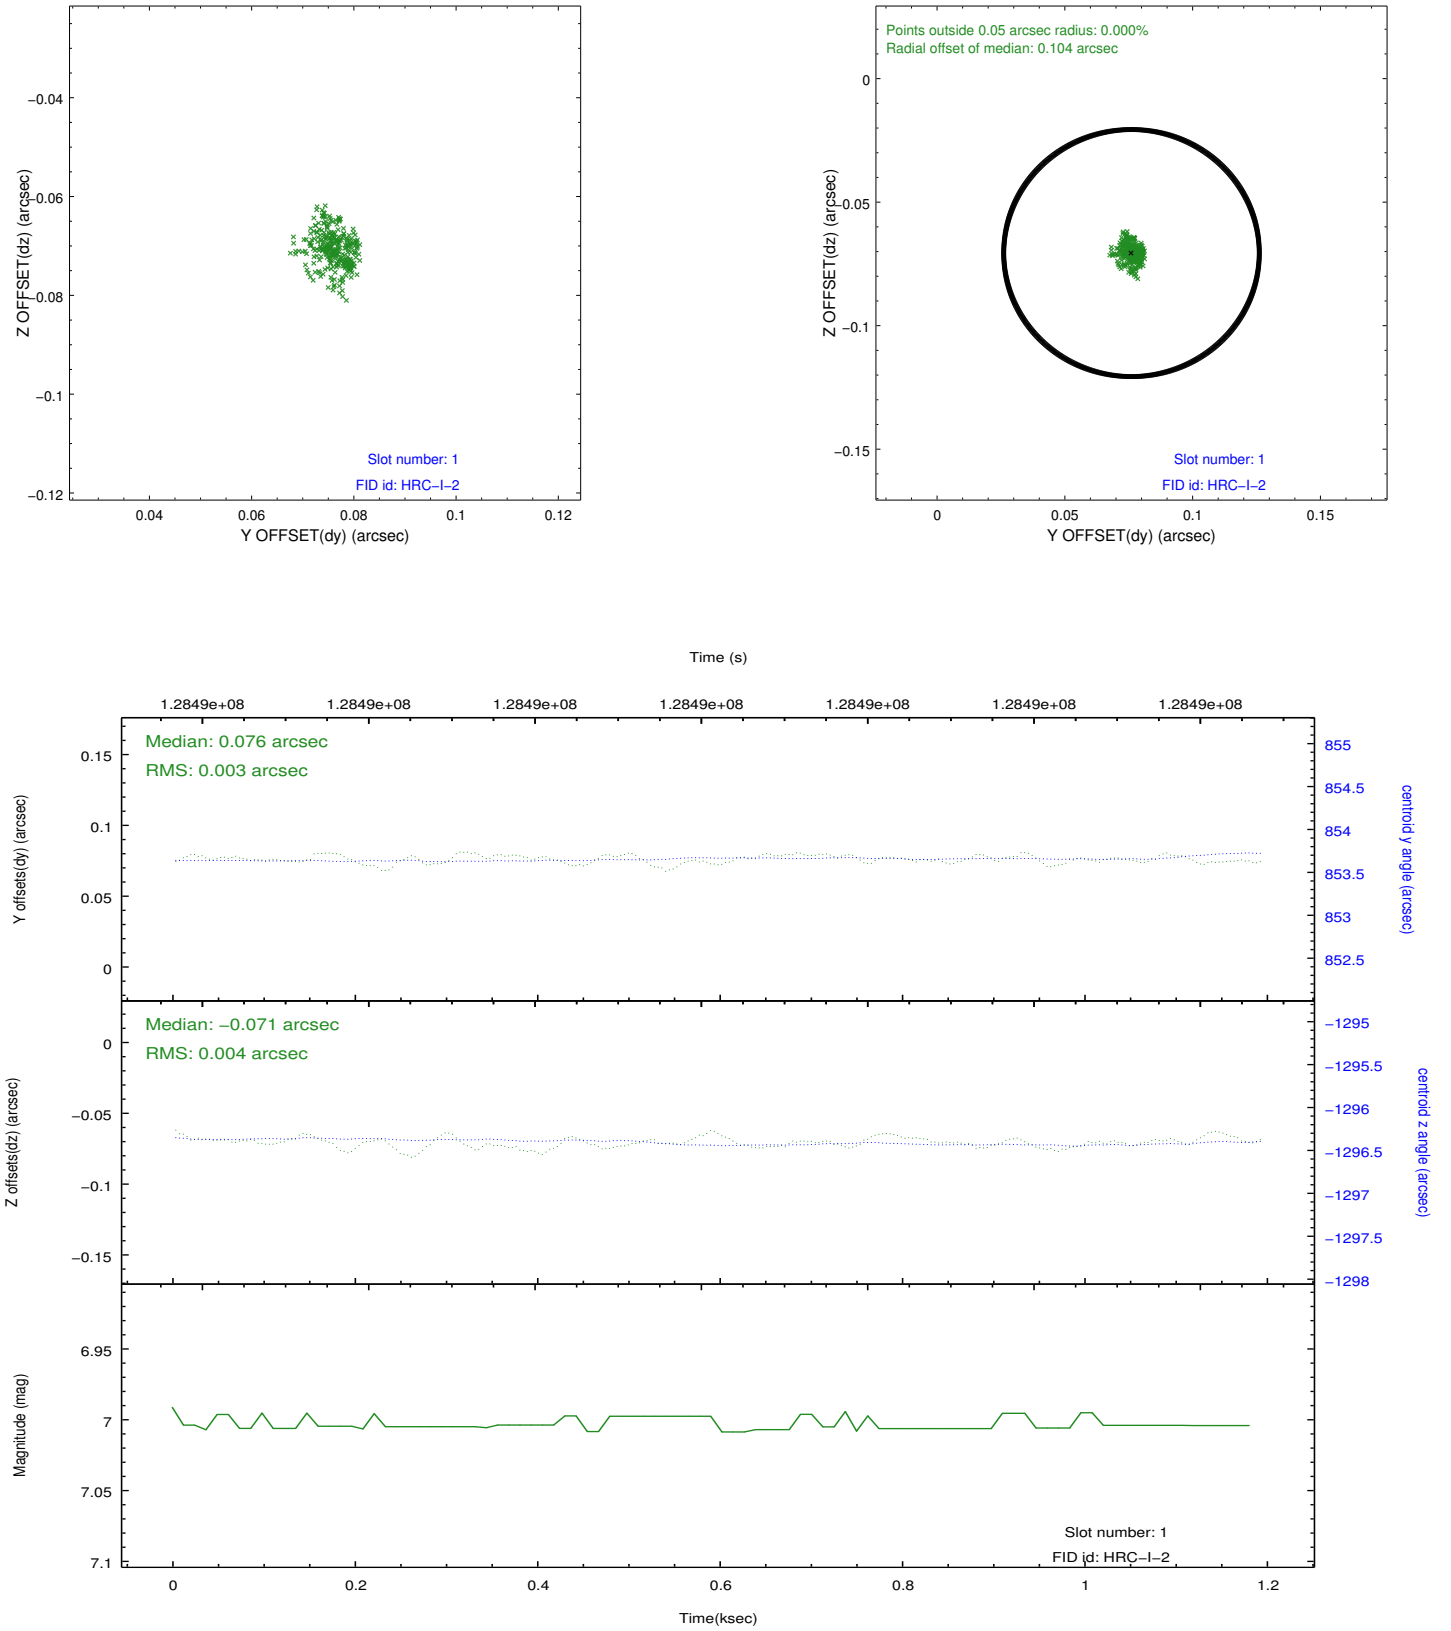 −0.04
−0.06
−0.08
−0.1
−0.12
Z OFFSET(dz) (arcsec)
Slot number: 1
FID id: HRC−I−2
0.04
0.06
0.08
0.1
0.12
Y OFFSET(dy) (arcsec)
Points outside 0.05 arcsec radius: 0.000%
Radial offset of median: 0.104 arcsec
0
−0.05
−0.1
−0.15
Z OFFSET(dz) (arcsec)
Slot number: 1
FID id: HRC−I−2
0
0.05
0.1
0.15
Y OFFSET(dy) (arcsec)
Time (s)
1.2849e+08
1.2849e+08
1.2849e+08
1.2849e+08
1.2849e+08
1.2849e+08
1.2849e+08
Median: 0.076 arcsec
RMS: 0.003 arcsec
0.15
0.1
0.05
0
Y offsets(dy) (arcsec)
855
854.5
854
853.5
853
852.5
centroid y angle (arcsec)
Median: −0.071 arcsec
RMS: 0.004 arcsec
0
−0.05
−0.1
−0.15
Z offsets(dz) (arcsec)
−1295
−1295.5
−1296
−1296.5
−1297
−1297.5
−1298
centroid z angle (arcsec)
6.95
7
7.05
7.1
Magnitude (mag)
Slot number: 1
FID id: HRC−I−2
0
0.2
0.4
0.6
0.8
1
1.2
Time(ksec)